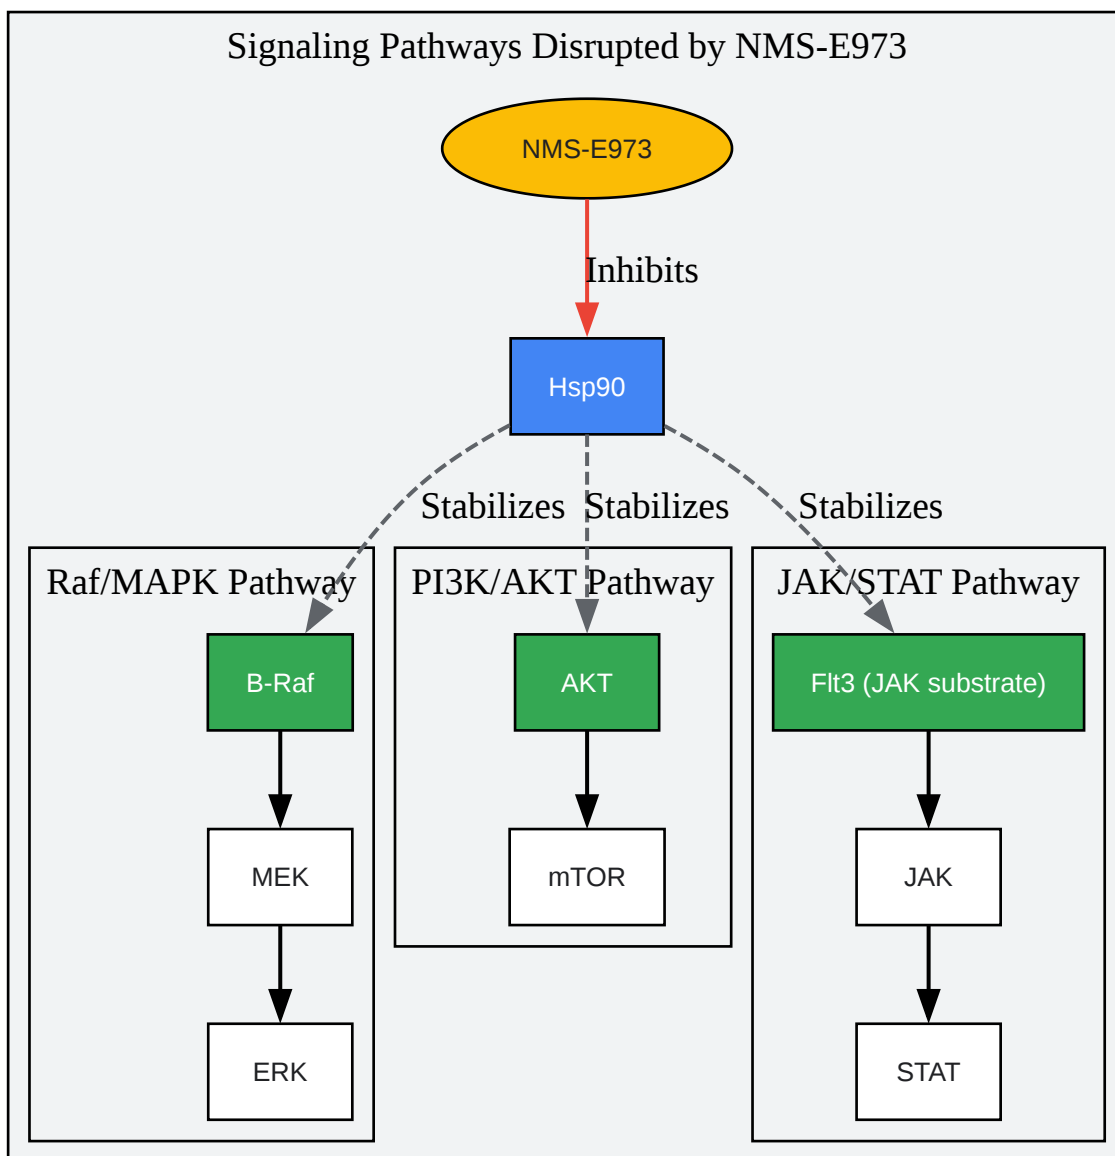 Signaling Pathways Disrupted by NMS-E973
NMS-E973
Inhibits
Hsp90
Stabilizes
Stabilizes
Stabilizes
Raf/MAPK Pathway
PI3K/AKT Pathway
JAK/STAT Pathway
B-Raf
AKT
Flt3 (JAK substrate)
MEK
mTOR
JAK
ERK
STAT